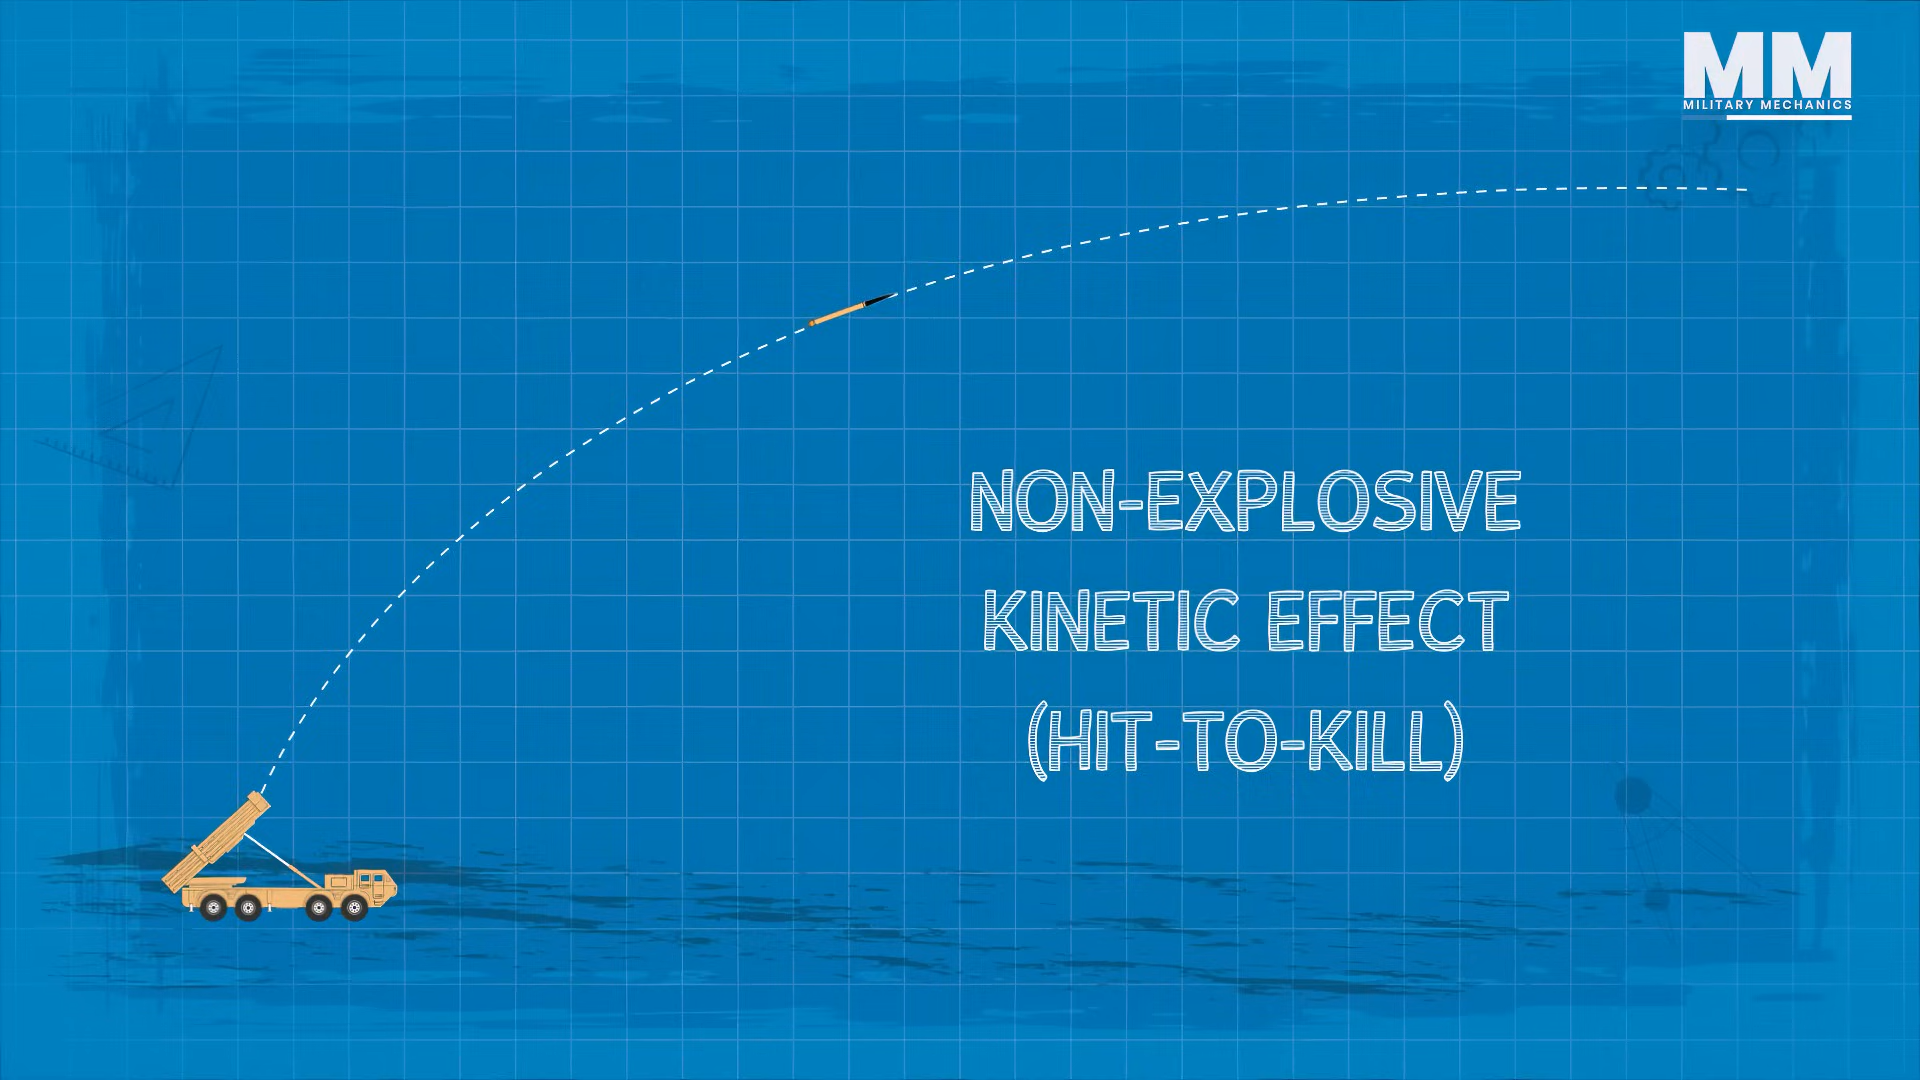 MM
MILITARY MECHANICS
NON-EXPLOSIVE
KINETIC EFFECT
(HIT-TO-KILL)